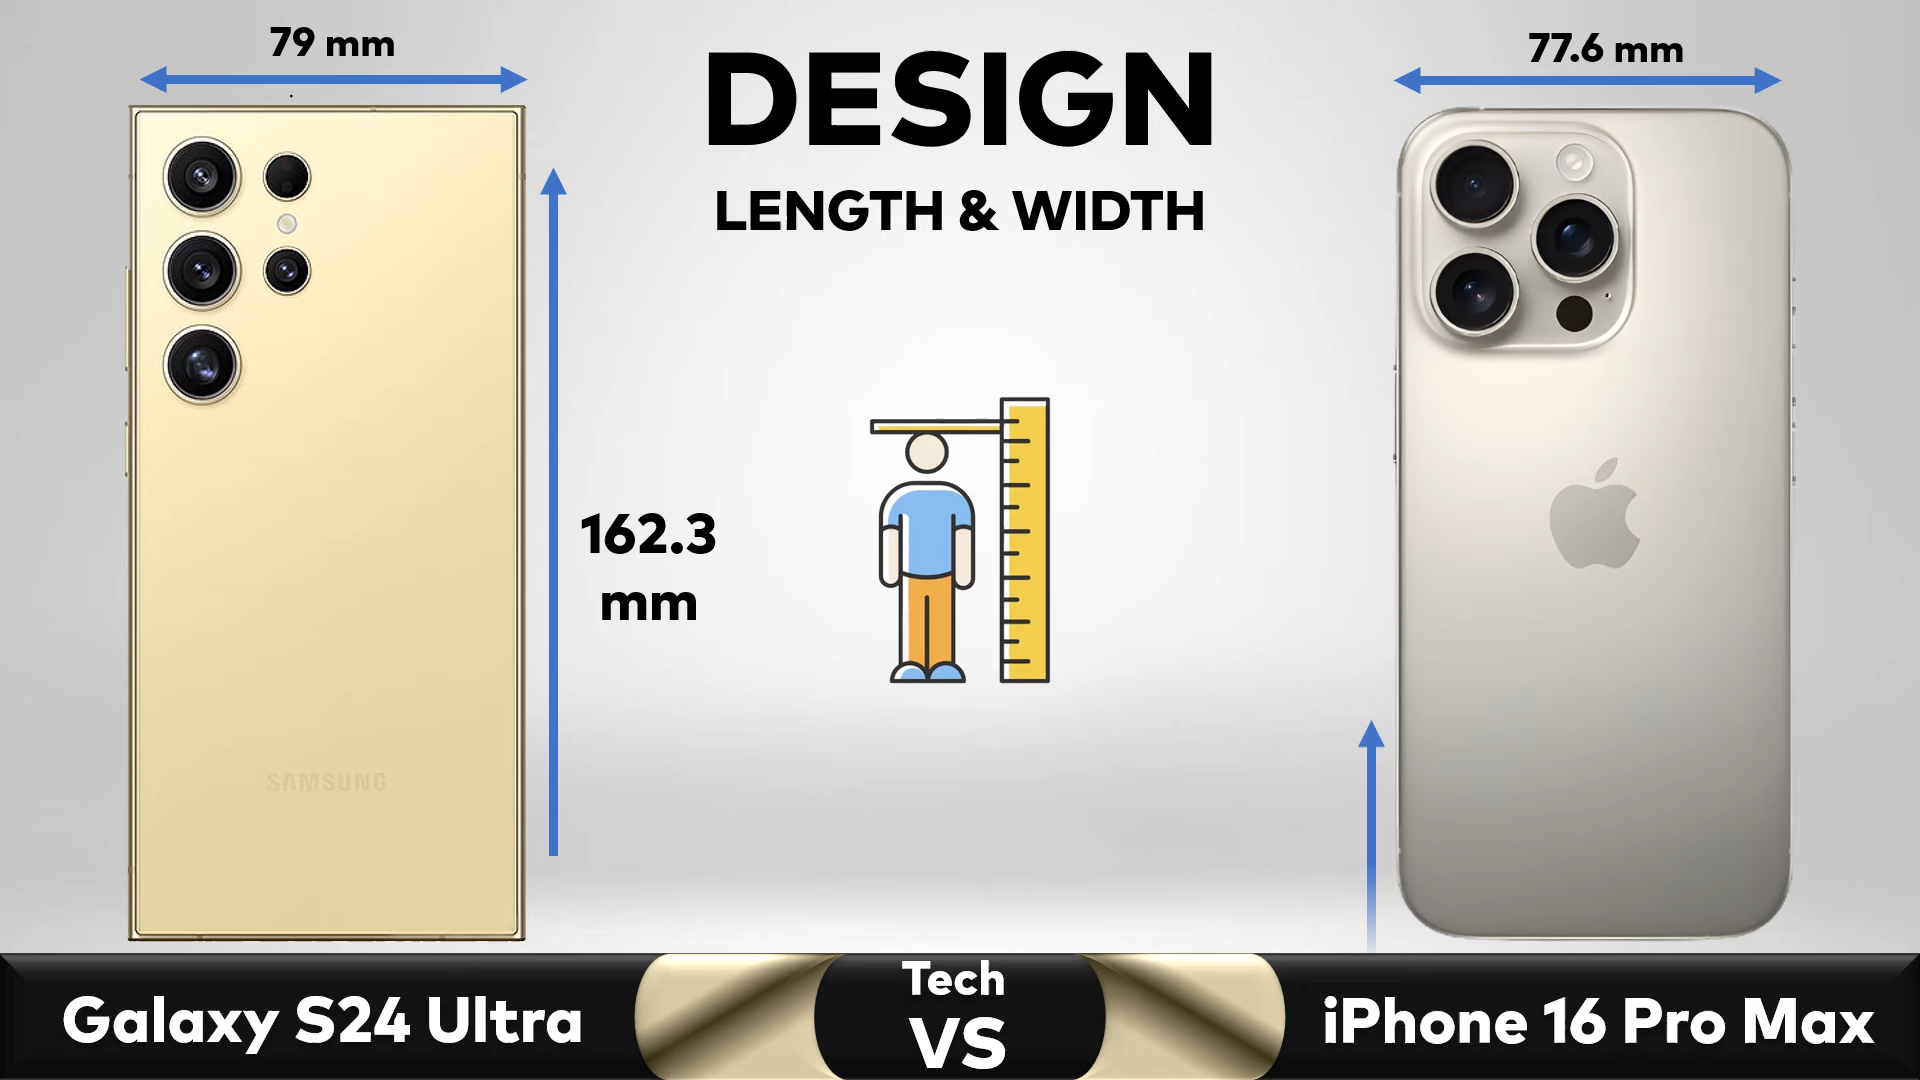 79 mm
DESIGN
77.6 mm
LENGTH & WIDTH
162.3
mm
SAMSUNG
Galaxy S24 Ultra
Tech
VS
iPhone 16 Pro Max